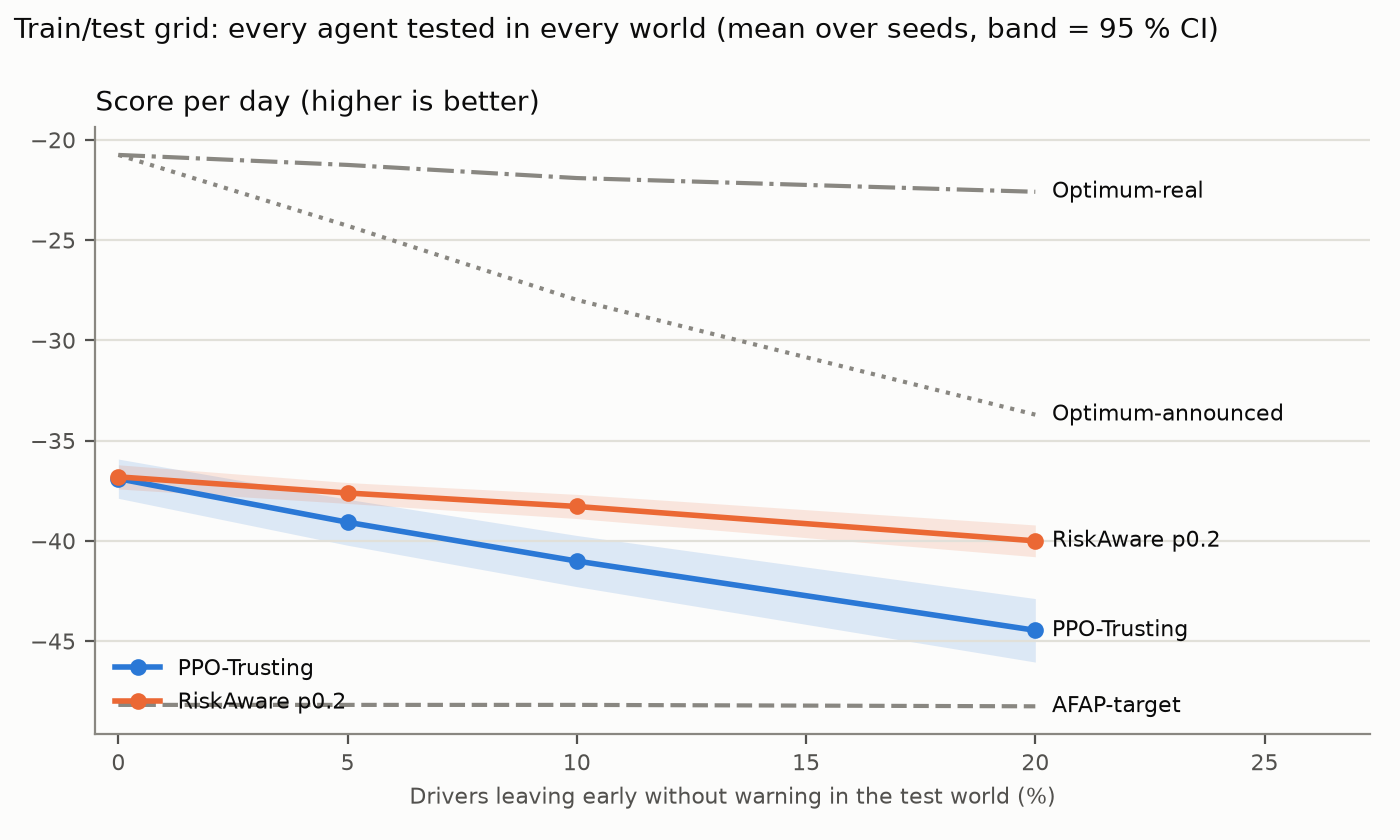 Train/test grid: every agent tested in every world (mean over seeds, band = 95 % CI)
Score per day (higher is better)
−20
−25
−30
−35
−40
−45
Optimum-real
Optimum-announced
RiskAware p0.2
PPO-Trusting
AFAP-target
PPO-Trusting
RiskAware p0.2
0 5 10 15 20 25
Drivers leaving early without warning in the test world (%)